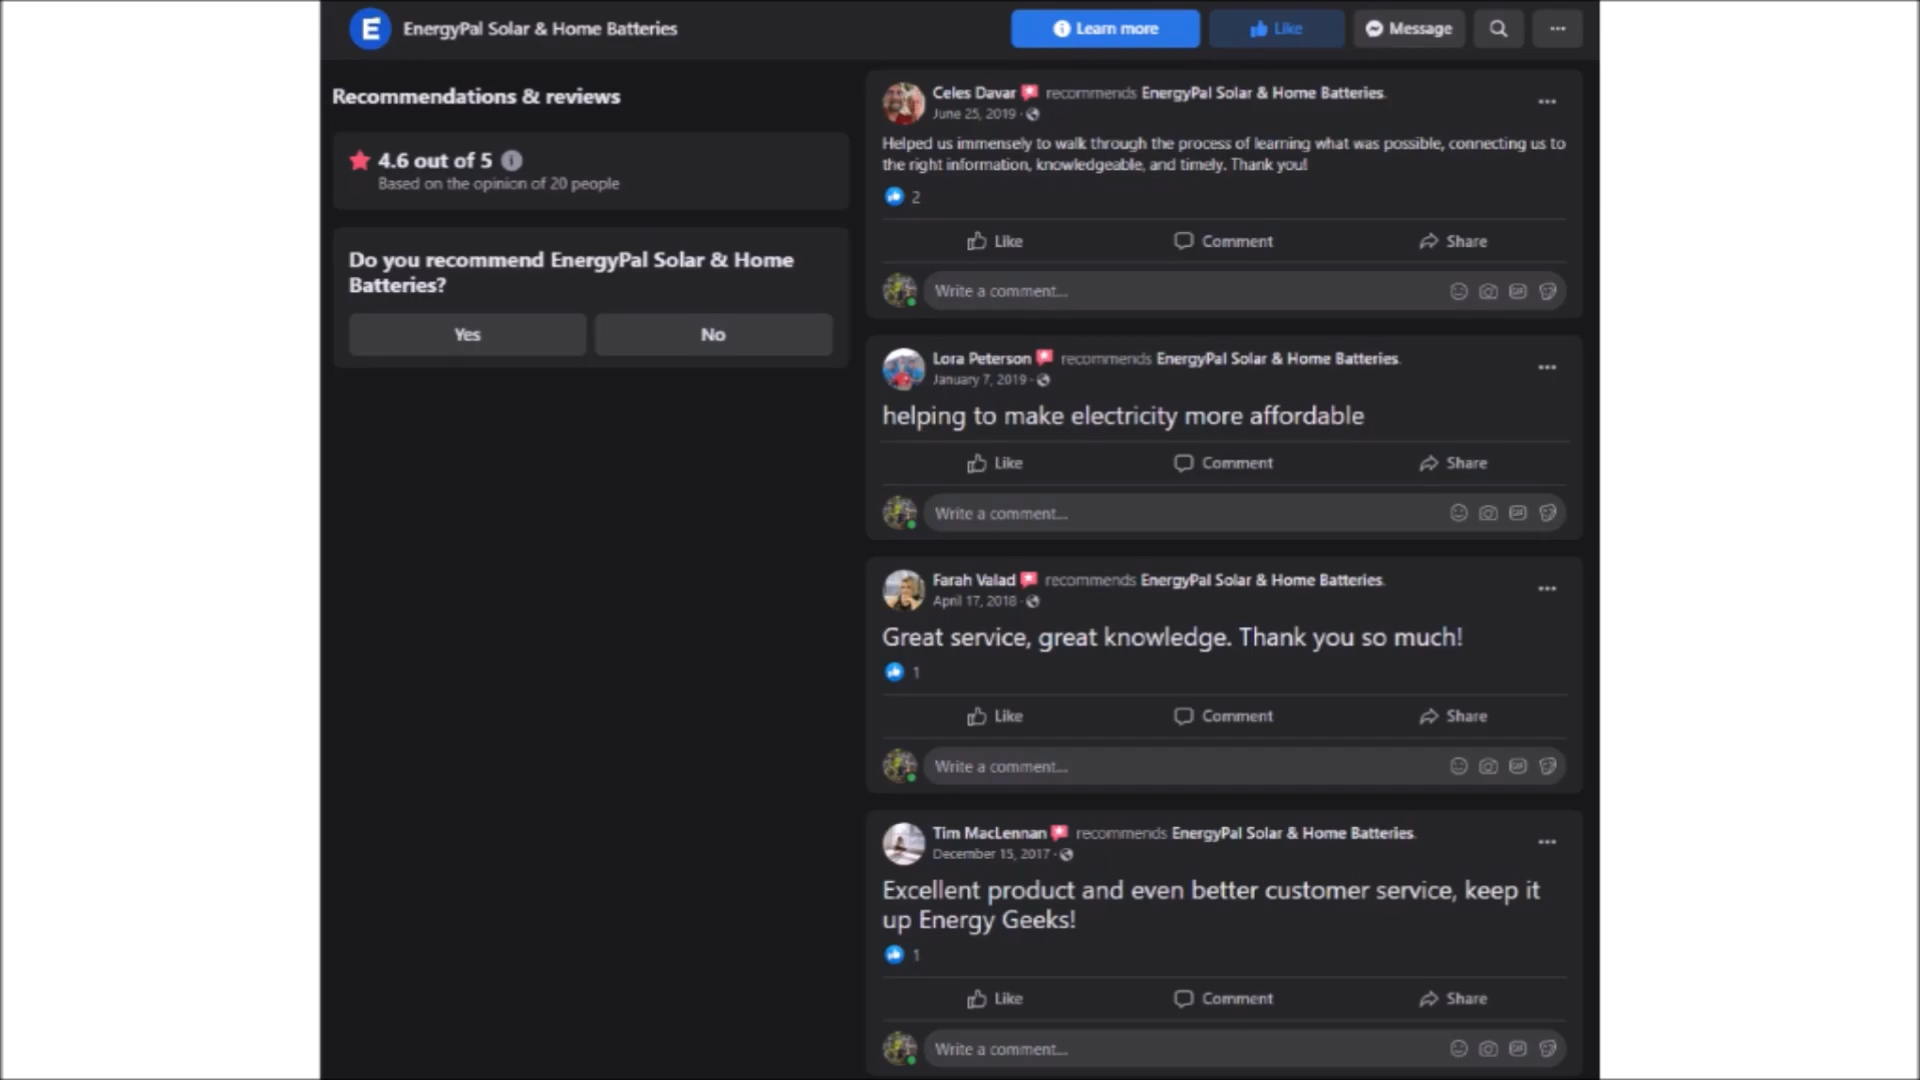 EnergyPal Solar & Home Batteries
Learn more
Like
Message
Recommendations & reviews
4.6 out of 5
Based on the opinion of 20 people
Do you recommend EnergyPal Solar & Home
Batteries?
Yes
No
Celes Davar recommends EnergyPal Solar & Home Batteries.
June 25, 2019 ·
Helped us immensely to walk through the process of learning what was possible, connecting us to
the right information, knowledgeable, and timely. Thank you!
2
Like
Comment
Share
Write a comment...
Lora Peterson recommends EnergyPal Solar & Home Batteries.
January 7, 2019 ·
helping to make electricity more affordable
Like
Comment
Share
Write a comment...
Farah Valad recommends EnergyPal Solar & Home Batteries.
April 17, 2018 ·
Great service, great knowledge. Thank you so much!
1
Like
Comment
Share
Write a comment...
Tim MacLennan recommends EnergyPal Solar & Home Batteries.
December 15, 2017 ·
Excellent product and even better customer service, keep it
up Energy Geeks!
1
Like
Comment
Share
Write a comment...